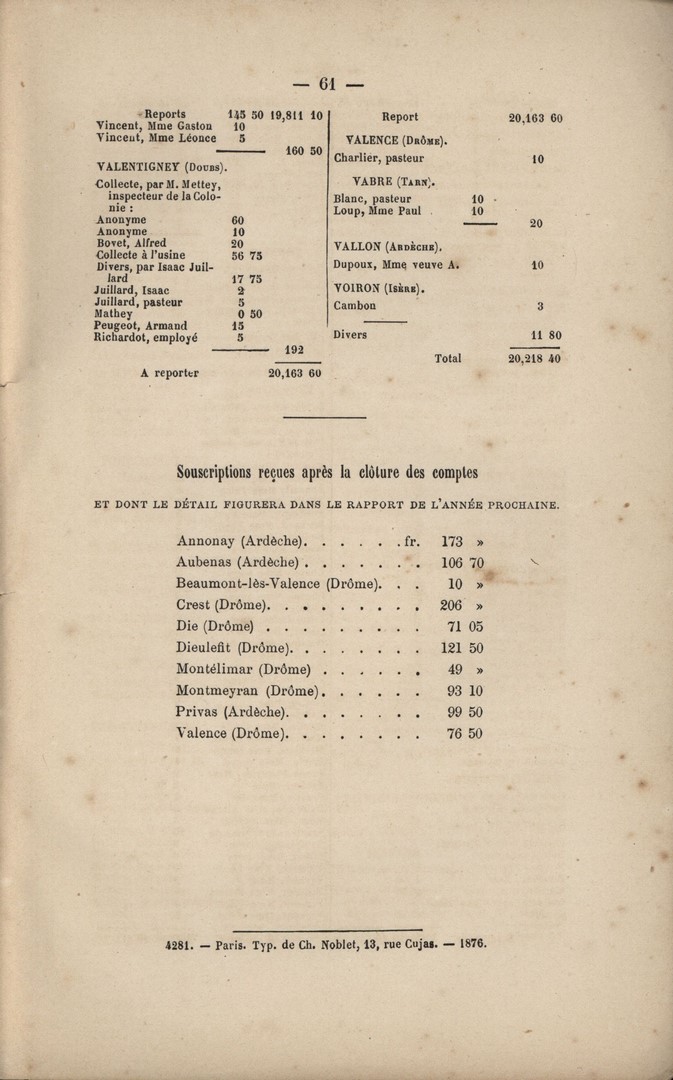 — 61 —
Reports 145 50 19,811 10
Vincent, Mme Gaston 10
Vincent, Mme Léonce 5
160 50
VALENTIGNEY (Doubs).
Collecte, par M. Mettey,
inspecteur de la Colo-
nie :
Anonyme 60
Anonyme 10
Bovet, Alfred 20
Collecte à l'usine 56 75
Divers, par Isaac Juil-
lard 17 75
Juillard, Isaac 2
Juillard, pasteur 5
Mathey 0 50
Peugeot, Armand 15
Richardot, employé 5
192
A reporter 20,163 60
Report 20,163 60
VALENCE (Drôme).
Charlier, pasteur 10
VABRE (Tarn).
Blanc, pasteur 10
Loup, Mme Paul 10
20
VALLON (Ardèche).
Dupoux, Mme veuve A. 10
VOIRON (Isère).
Cambon 3
Divers 11 80
Total 20,218 40
Souscriptions reçues après la clôture des comptes
ET DONT LE DÉTAIL FIGURERA DANS LE RAPPORT DE L'ANNÉE PROCHAINE.
Annonay (Ardèche). . . . . . fr. 173 »
Aubenas (Ardèche) . . . . . . . 106 70
Beaumont-lès-Valence (Drôme). . . 10 »
Crest (Drôme). . . . . . . . . 206 »
Die (Drôme) . . . . . . . . . 71 05
Dieulefit (Drôme). . . . . . . 121 50
Montélimar (Drôme) . . . . . . 49 »
Montmeyran (Drôme). . . . . . 93 10
Privas (Ardèche). . . . . . . . 99 50
Valence (Drôme). . . . . . . . 76 50
4281. — Paris. Typ. de Ch. Noblet, 13, rue Cujas. — 1876.